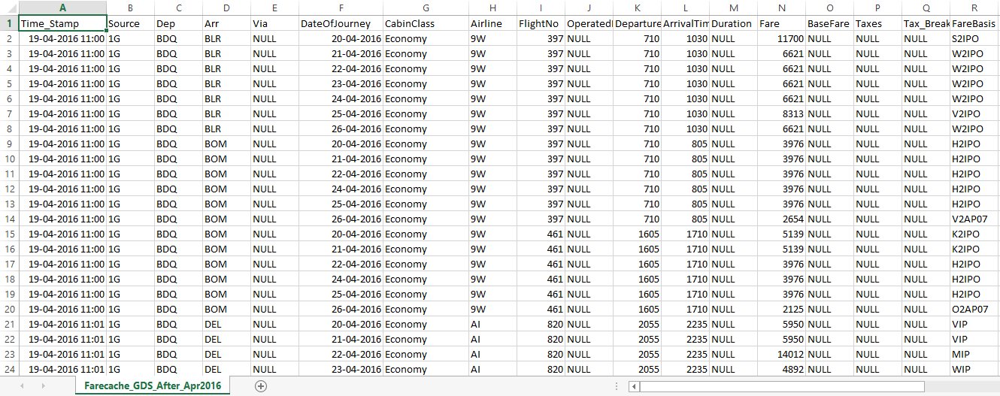 A B C D E F G H I J K L M N O P Q R
1 Time_Stamp Source Dep Arr Via DateOfJourney CabinClass Airline FlightNo Operatedl Departure ArrivalTim Duration Fare BaseFare Taxes Tax_Break FareBasis
2 19-04-2016 11:00 1G BDQ BLR NULL 20-04-2016 Economy 9W 397 NULL 710 1030 NULL 11700 NULL NULL NULL S2IPO
3 19-04-2016 11:00 1G BDQ BLR NULL 21-04-2016 Economy 9W 397 NULL 710 1030 NULL 6621 NULL NULL NULL W2IPO
4 19-04-2016 11:00 1G BDQ BLR NULL 22-04-2016 Economy 9W 397 NULL 710 1030 NULL 6621 NULL NULL NULL W2IPO
5 19-04-2016 11:00 1G BDQ BLR NULL 23-04-2016 Economy 9W 397 NULL 710 1030 NULL 6621 NULL NULL NULL W2IPO
6 19-04-2016 11:00 1G BDQ BLR NULL 24-04-2016 Economy 9W 397 NULL 710 1030 NULL 6621 NULL NULL NULL W2IPO
7 19-04-2016 11:00 1G BDQ BLR NULL 25-04-2016 Economy 9W 397 NULL 710 1030 NULL 8313 NULL NULL NULL V2IPO
8 19-04-2016 11:00 1G BDQ BLR NULL 26-04-2016 Economy 9W 397 NULL 710 1030 NULL 6621 NULL NULL NULL W2IPO
9 19-04-2016 11:00 1G BDQ BOM NULL 20-04-2016 Economy 9W 397 NULL 710 805 NULL 3976 NULL NULL NULL H2IPO
10 19-04-2016 11:00 1G BDQ BOM NULL 21-04-2016 Economy 9W 397 NULL 710 805 NULL 3976 NULL NULL NULL H2IPO
11 19-04-2016 11:00 1G BDQ BOM NULL 22-04-2016 Economy 9W 397 NULL 710 805 NULL 3976 NULL NULL NULL H2IPO
12 19-04-2016 11:00 1G BDQ BOM NULL 24-04-2016 Economy 9W 397 NULL 710 805 NULL 3976 NULL NULL NULL H2IPO
13 19-04-2016 11:00 1G BDQ BOM NULL 25-04-2016 Economy 9W 397 NULL 710 805 NULL 3976 NULL NULL NULL H2IPO
14 19-04-2016 11:00 1G BDQ BOM NULL 26-04-2016 Economy 9W 397 NULL 710 805 NULL 2654 NULL NULL NULL V2AP07
15 19-04-2016 11:00 1G BDQ BOM NULL 20-04-2016 Economy 9W 461 NULL 1605 1710 NULL 5139 NULL NULL NULL K2IPO
16 19-04-2016 11:00 1G BDQ BOM NULL 21-04-2016 Economy 9W 461 NULL 1605 1710 NULL 5139 NULL NULL NULL K2IPO
17 19-04-2016 11:00 1G BDQ BOM NULL 22-04-2016 Economy 9W 461 NULL 1605 1710 NULL 3976 NULL NULL NULL H2IPO
18 19-04-2016 11:00 1G BDQ BOM NULL 24-04-2016 Economy 9W 461 NULL 1605 1710 NULL 3976 NULL NULL NULL H2IPO
19 19-04-2016 11:00 1G BDQ BOM NULL 25-04-2016 Economy 9W 461 NULL 1605 1710 NULL 3976 NULL NULL NULL H2IPO
20 19-04-2016 11:00 1G BDQ BOM NULL 26-04-2016 Economy 9W 461 NULL 1605 1710 NULL 2125 NULL NULL NULL O2AP07
21 19-04-2016 11:01 1G BDQ DEL NULL 20-04-2016 Economy AI 820 NULL 2055 2235 NULL 5950 NULL NULL NULL VIP
22 19-04-2016 11:01 1G BDQ DEL NULL 21-04-2016 Economy AI 820 NULL 2055 2235 NULL 5950 NULL NULL NULL VIP
23 19-04-2016 11:01 1G BDQ DEL NULL 22-04-2016 Economy AI 820 NULL 2055 2235 NULL 14012 NULL NULL NULL MIP
24 19-04-2016 11:01 1G BDQ DEL NULL 23-04-2016 Economy AI 820 NULL 2055 2235 NULL 4892 NULL NULL NULL WIP
Farecache_GDS_After_Apr2016